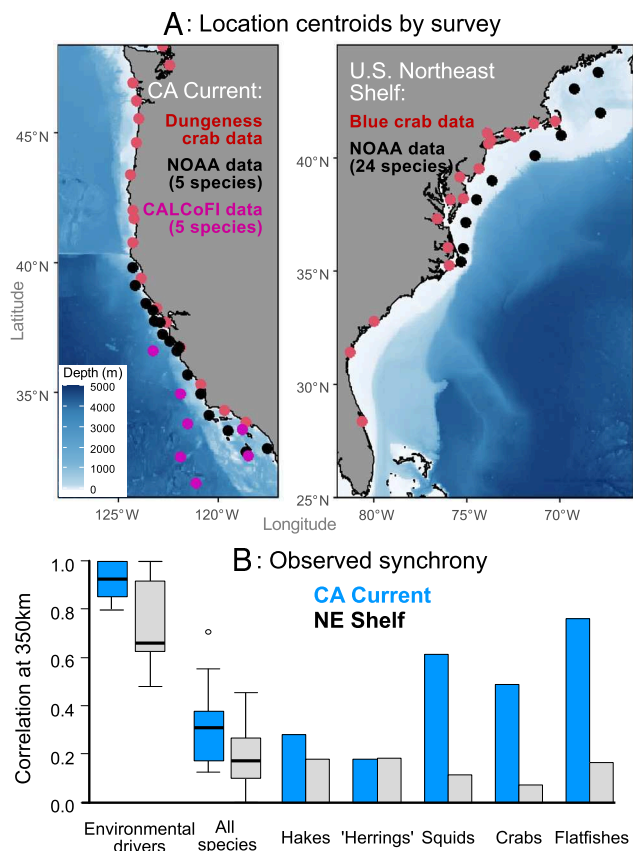 A: Location centroids by survey
CA Current:
Dungeness
crab data
NOAA data
(5 species)
CALCoFI data
(5 species)
45°N
40°N
35°N
Latitude
Depth (m)
5000
4000
3000
2000
1000
0
125°W
120°W
U.S. Northeast
Shelf:
Blue crab data
NOAA data
(24 species)
40°N
35°N
30°N
25°N
80°W
75°W
70°W
Longitude
B: Observed synchrony
CA Current
NE Shelf
Correlation at 350km
1.0
0.8
0.6
0.4
0.2
0.0
Environmental
drivers
All
species
Hakes
'Herrings'
Squids
Crabs
Flatfishes